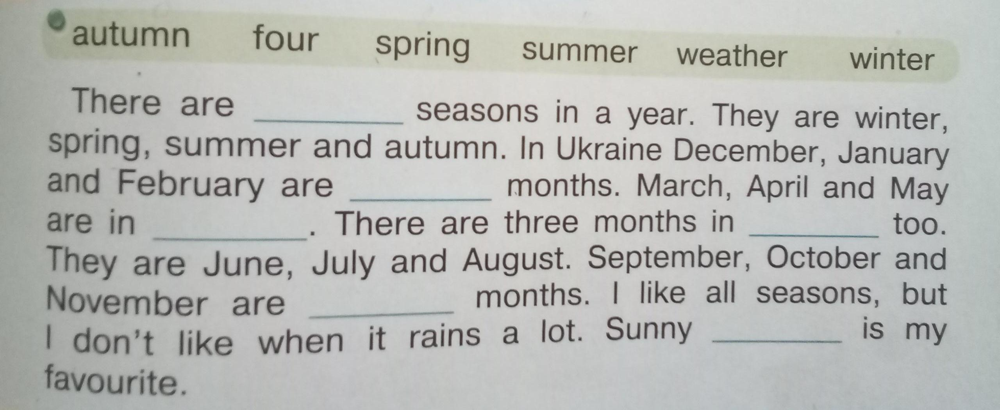 autumn four spring summer weather winter
There are ________ seasons in a year. They are winter,
spring, summer and autumn. In Ukraine December, January
and February are ________ months. March, April and May
are in ________. There are three months in ________ too.
They are June, July and August. September, October and
November are ________ months. I like all seasons, but
I don't like when it rains a lot. Sunny ________ is my
favourite.